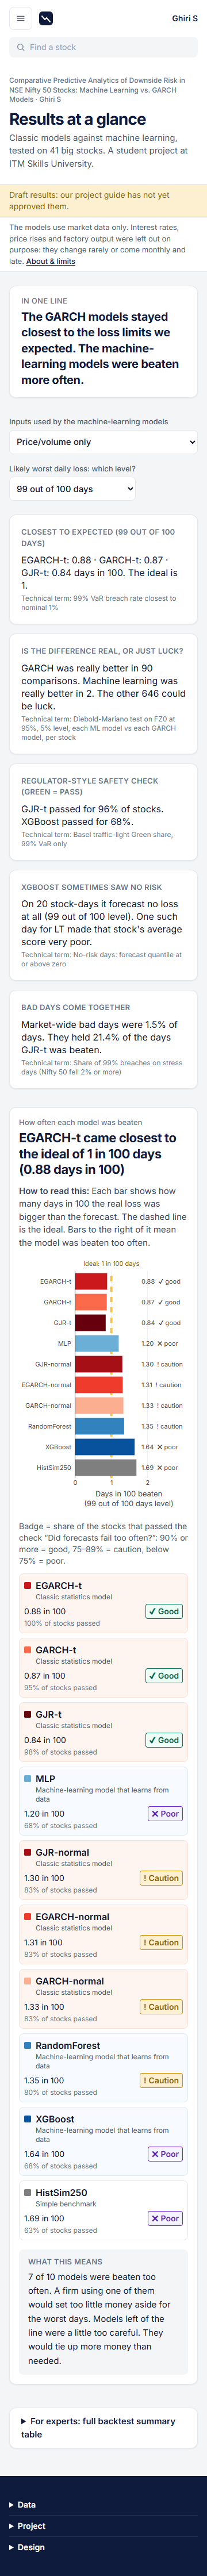 Ghiri S
Find a stock
Comparative Predictive Analytics of Downside Risk in
NSE Nifty 50 Stocks: Machine Learning vs. GARCH
Models · Ghiri S
Results at a glance
Classic models against machine learning,
tested on 41 big stocks. A student project at
ITM Skills University.
Draft results: our project guide has not yet
approved them.
The models use market data only. Interest rates,
price rises and factory output were left out on
purpose: they change rarely or come monthly and
late. About & limits
IN ONE LINE
The GARCH models stayed
closest to the loss limits we
expected. The machine-
learning models were beaten
more often.
Inputs used by the machine-learning models
Price/volume only
Likely worst daily loss: which level?
99 out of 100 days
CLOSEST TO EXPECTED (99 OUT OF 100
DAYS)
EGARCH-t: 0.88 · GARCH-t: 0.87 ·
GJR-t: 0.84 days in 100. The ideal is
1.
Technical term: 99% VaR breach rate closest to
nominal 1%
IS THE DIFFERENCE REAL, OR JUST LUCK?
GARCH was really better in 90
comparisons. Machine learning was
really better in 2. The other 646 could
be luck.
Technical term: Diebold-Mariano test on FZ0 at
95%, 5% level, each ML model vs each GARCH
model, per stock
REGULATOR-STYLE SAFETY CHECK
(GREEN = PASS)
GJR-t passed for 96% of stocks.
XGBoost passed for 68%.
Technical term: Basel traffic-light Green share,
99% VaR only
XGBOOST SOMETIMES SAW NO RISK
On 20 stock-days it forecast no loss
at all (99 out of 100 level). One such
day for LT made that stock's average
score very poor.
Technical term: No-risk days: forecast quantile at
or above zero
BAD DAYS COME TOGETHER
Market-wide bad days were 1.5% of
days. They held 21.4% of the days
GJR-t was beaten.
Technical term: Share of 99% breaches on stress
days (Nifty 50 fell 2% or more)
How often each model was beaten
EGARCH-t came closest to
the ideal of 1 in 100 days
(0.88 days in 100)
How to read this: Each bar shows how
many days in 100 the real loss was
bigger than the forecast. The dashed line
is the ideal. Bars to the right of it mean
the model was beaten too often.
Ideal: 1 in 100 days
EGARCH-t 0.88 ✓ good
GARCH-t 0.87 ✓ good
GJR-t 0.84 ✓ good
MLP 1.20 ✕ poor
GJR-normal 1.30 ! caution
EGARCH-normal 1.31 ! caution
GARCH-normal 1.33 ! caution
RandomForest 1.35 ! caution
XGBoost 1.64 ✕ poor
HistSim250 1.69 ✕ poor
0 1 2
Days in 100 beaten
(99 out of 100 days level)
Badge = share of the stocks that passed the
check "Did forecasts fail too often?": 90% or
more = good, 75–89% = caution, below
75% = poor.
EGARCH-t
Classic statistics model
0.88 in 100 ✓ Good
100% of stocks passed
GARCH-t
Classic statistics model
0.87 in 100 ✓ Good
95% of stocks passed
GJR-t
Classic statistics model
0.84 in 100 ✓ Good
98% of stocks passed
MLP
Machine-learning model that learns from
data
1.20 in 100 ✕ Poor
68% of stocks passed
GJR-normal
Classic statistics model
1.30 in 100 ! Caution
83% of stocks passed
EGARCH-normal
Classic statistics model
1.31 in 100 ! Caution
83% of stocks passed
GARCH-normal
Classic statistics model
1.33 in 100 ! Caution
83% of stocks passed
RandomForest
Machine-learning model that learns from
data
1.35 in 100 ! Caution
80% of stocks passed
XGBoost
Machine-learning model that learns from
data
1.64 in 100 ✕ Poor
68% of stocks passed
HistSim250
Simple benchmark
1.69 in 100 ✕ Poor
63% of stocks passed
WHAT THIS MEANS
7 of 10 models were beaten too
often. A firm using one of them
would set too little money aside for
the worst days. Models left of the
line were a little too careful. They
would tie up more money than
needed.
▶ For experts: full backtest summary
table
▶ Data
▶ Project
▶ Design